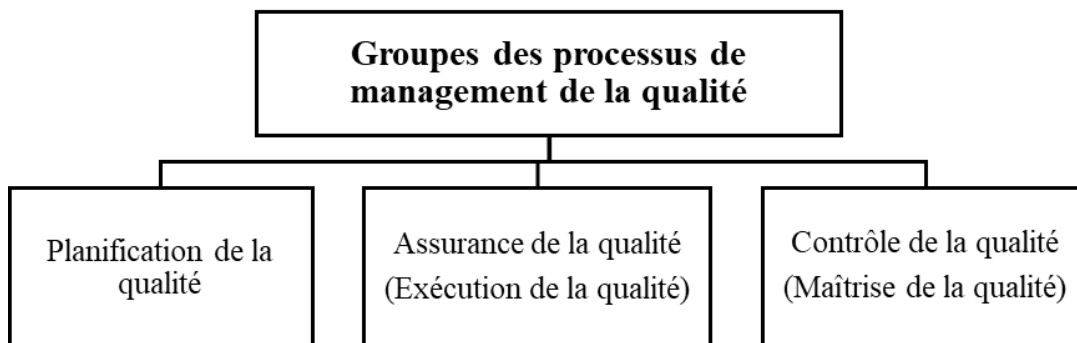 Groupes des processus de
management de la qualité
Planification de la
qualité
Assurance de la qualité
(Exécution de la qualité)
Contrôle de la qualité
(Maîtrise de la qualité)